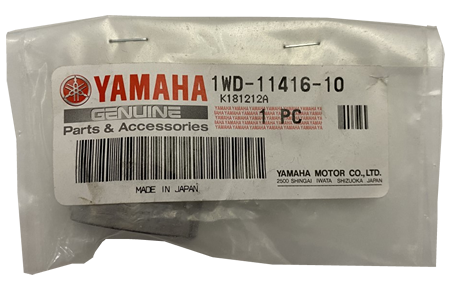 YAMAHA 1WD-11416-10
K181212A
GENUINE
Parts & Accessories
1 PC
YAMAHA MOTOR CO.,LTD.
2500 SHINGAI IWATA SHIZUOKA JAPAN
MADE IN JAPAN